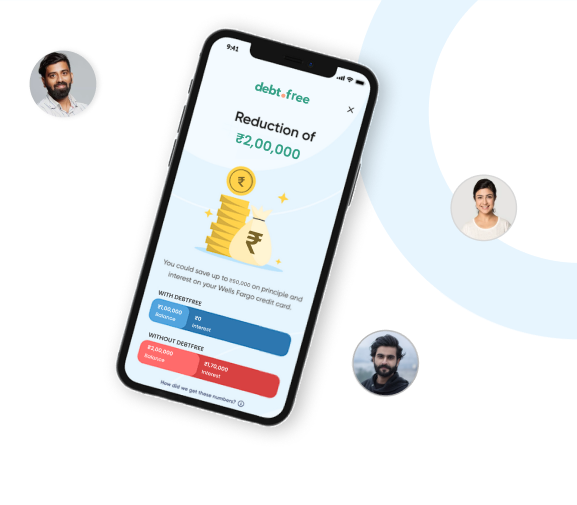 9:41
debt.free
Reduction of
₹2,00,000
You could save up to ₹50,000 on principle and
interest on your Wells Fargo credit card.
WITH DEBTFREE
₹1,00,000
Balance
₹0
Interest
WITHOUT DEBTFREE
₹2,00,000
Balance
₹1,70,000
Interest
How did we get these numbers?